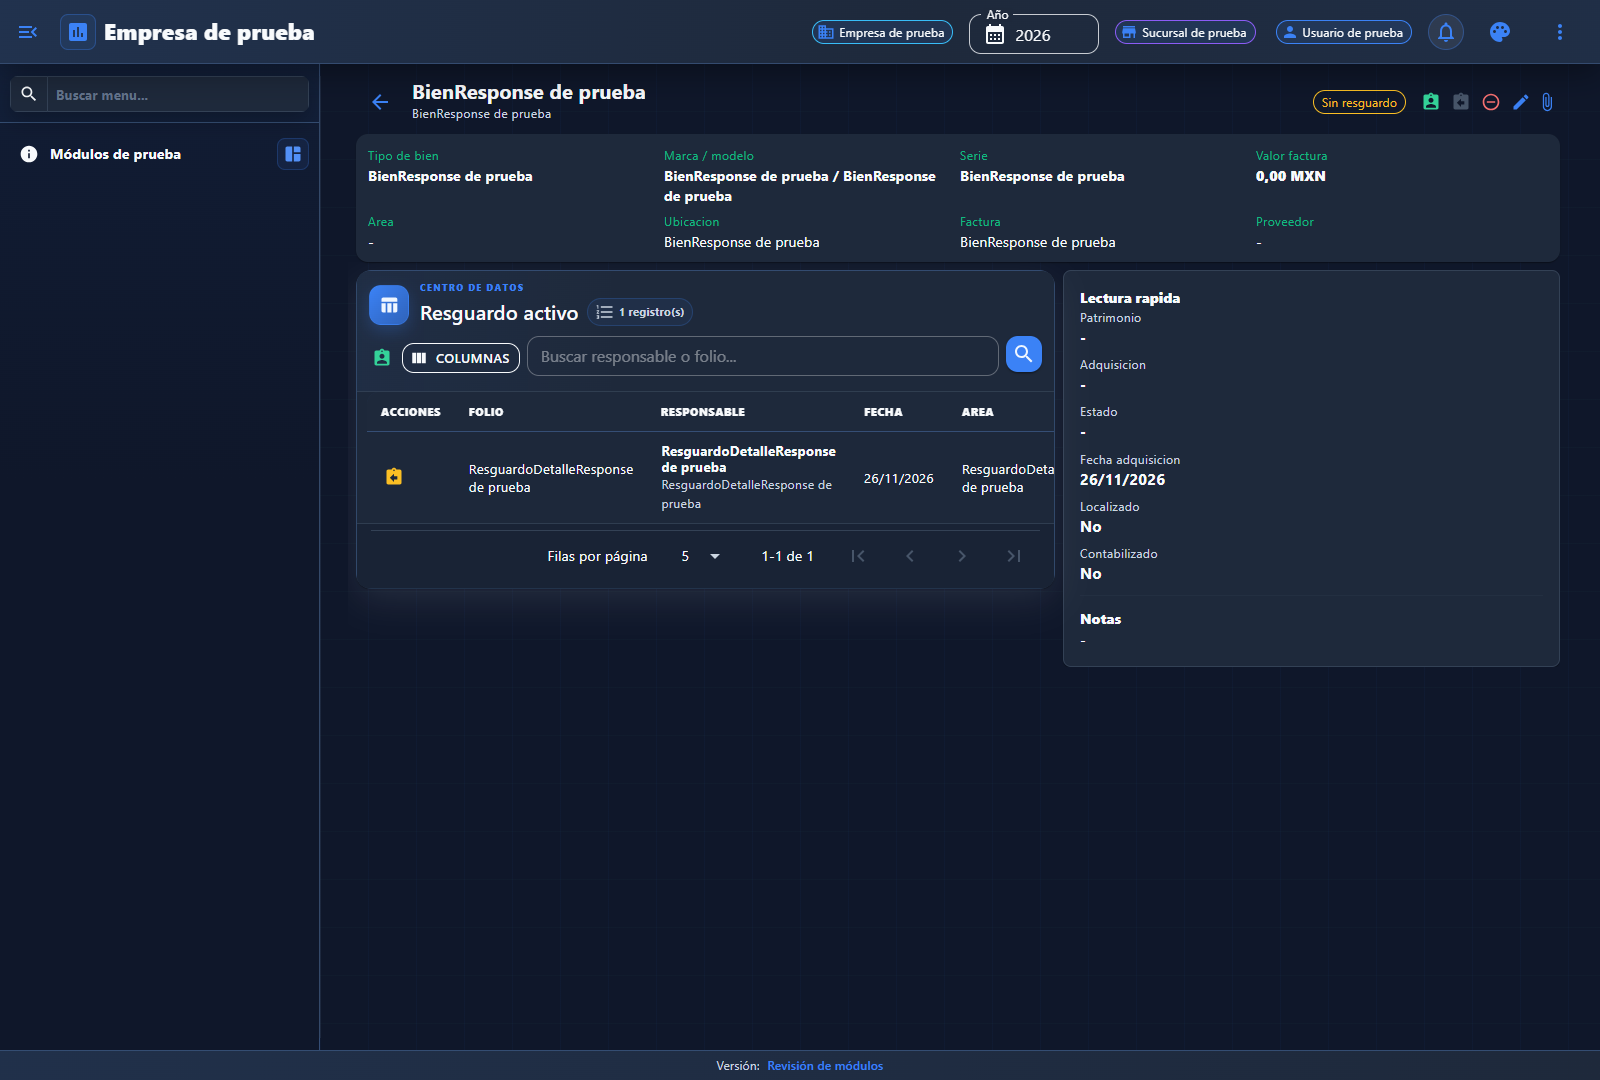 Empresa de prueba
Empresa de prueba
Año
2026
Sucursal de prueba
Usuario de prueba
Buscar menu...
Módulos de prueba
BienResponse de prueba
BienResponse de prueba
Sin resguardo
Tipo de bien
BienResponse de prueba
Marca / modelo
BienResponse de prueba / BienResponse
de prueba
Serie
BienResponse de prueba
Valor factura
0,00 MXN
Area
-
Ubicacion
BienResponse de prueba
Factura
BienResponse de prueba
Proveedor
-
CENTRO DE DATOS
Resguardo activo
1 registro(s)
COLUMNAS
Buscar responsable o folio...
ACCIONES FOLIO RESPONSABLE FECHA AREA
ResguardoDetalleResponse
de prueba
ResguardoDetalleResponse
de prueba
ResguardoDetalleResponse de
prueba
26/11/2026
ResguardoDeta
de prueba
Filas por página 5 1-1 de 1
Lectura rapida
Patrimonio
-
Adquisicion
-
Estado
-
Fecha adquisicion
26/11/2026
Localizado
No
Contabilizado
No
Notas
-
Versión: Revisión de módulos